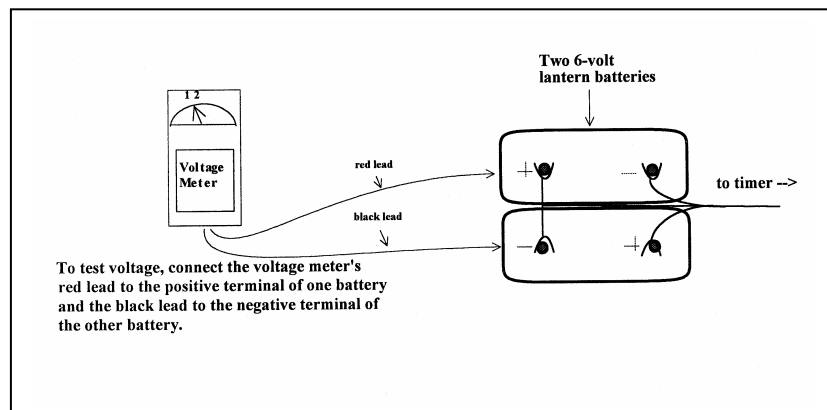 Two 6-volt
lantern batteries
1 2
Voltage
Meter
red lead
+
–
to timer -->
black lead
–
+
To test voltage, connect the voltage meter's
red lead to the positive terminal of one battery
and the black lead to the negative terminal of
the other battery.